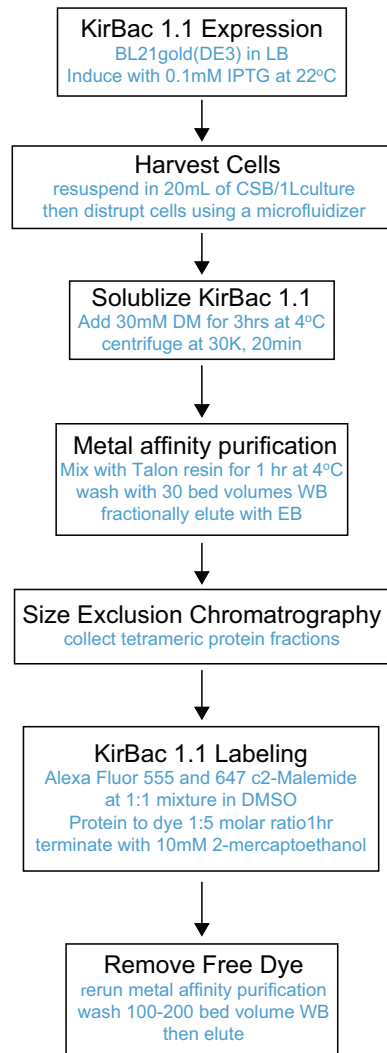 KirBac 1.1 Expression
BL21gold(DE3) in LB
Induce with 0.1mM IPTG at 22°C
Harvest Cells
resuspend in 20mL of CSB/1Lculture
then distrupt cells using a microfluidizer
Solublize KirBac 1.1
Add 30mM DM for 3hrs at 4°C
centrifuge at 30K, 20min
Metal affinity purification
Mix with Talon resin for 1 hr at 4°C
wash with 30 bed volumes WB
fractionally elute with EB
Size Exclusion Chromatrography
collect tetrameric protein fractions
KirBac 1.1 Labeling
Alexa Fluor 555 and 647 c2-Malemide
at 1:1 mixture in DMSO
Protein to dye 1:5 molar ratio1hr
terminate with 10mM 2-mercaptoethanol
Remove Free Dye
rerun metal affinity purification
wash 100-200 bed volume WB
then elute